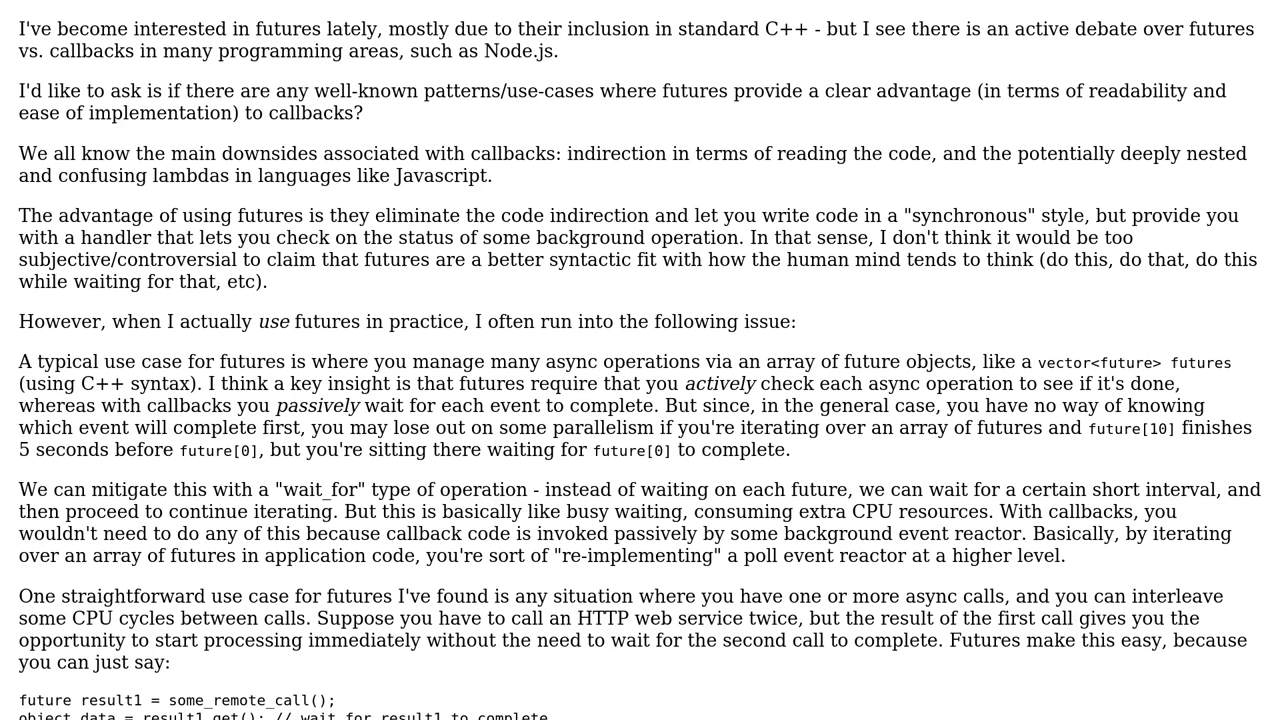 I've become interested in futures lately, mostly due to their inclusion in standard C++ - but I see there is an active debate over futures
vs. callbacks in many programming areas, such as Node.js.
I'd like to ask is if there are any well-known patterns/use-cases where futures provide a clear advantage (in terms of readability and
ease of implementation) to callbacks?
We all know the main downsides associated with callbacks: indirection in terms of reading the code, and the potentially deeply nested
and confusing lambdas in languages like Javascript.
The advantage of using futures is they eliminate the code indirection and let you write code in a "synchronous" style, but provide you
with a handler that lets you check on the status of some background operation. In that sense, I don't think it would be too
subjective/controversial to claim that futures are a better syntactic fit with how the human mind tends to think (do this, do that, do this
while waiting for that, etc).
However, when I actually use futures in practice, I often run into the following issue:
A typical use case for futures is where you manage many async operations via an array of future objects, like a vector<future> futures
(using C++ syntax). I think a key insight is that futures require that you actively check each async operation to see if it's done,
whereas with callbacks you passively wait for each event to complete. But since, in the general case, you have no way of knowing
which event will complete first, you may lose out on some parallelism if you're iterating over an array of futures and future[10] finishes
5 seconds before future[0], but you're sitting there waiting for future[0] to complete.
We can mitigate this with a "wait_for" type of operation - instead of waiting on each future, we can wait for a certain short interval, and
then proceed to continue iterating. But this is basically like busy waiting, consuming extra CPU resources. With callbacks, you
wouldn't need to do any of this because callback code is invoked passively by some background event reactor. Basically, by iterating
over an array of futures in application code, you're sort of "re-implementing" a poll event reactor at a higher level.
One straightforward use case for futures I've found is any situation where you have one or more async calls, and you can interleave
some CPU cycles between calls. Suppose you have to call an HTTP web service twice, but the result of the first call gives you the
opportunity to start processing immediately without the need to wait for the second call to complete. Futures make this easy, because
you can just say:
future result1 = some_remote_call();
object data = result1.get(); // wait for result1 to complete